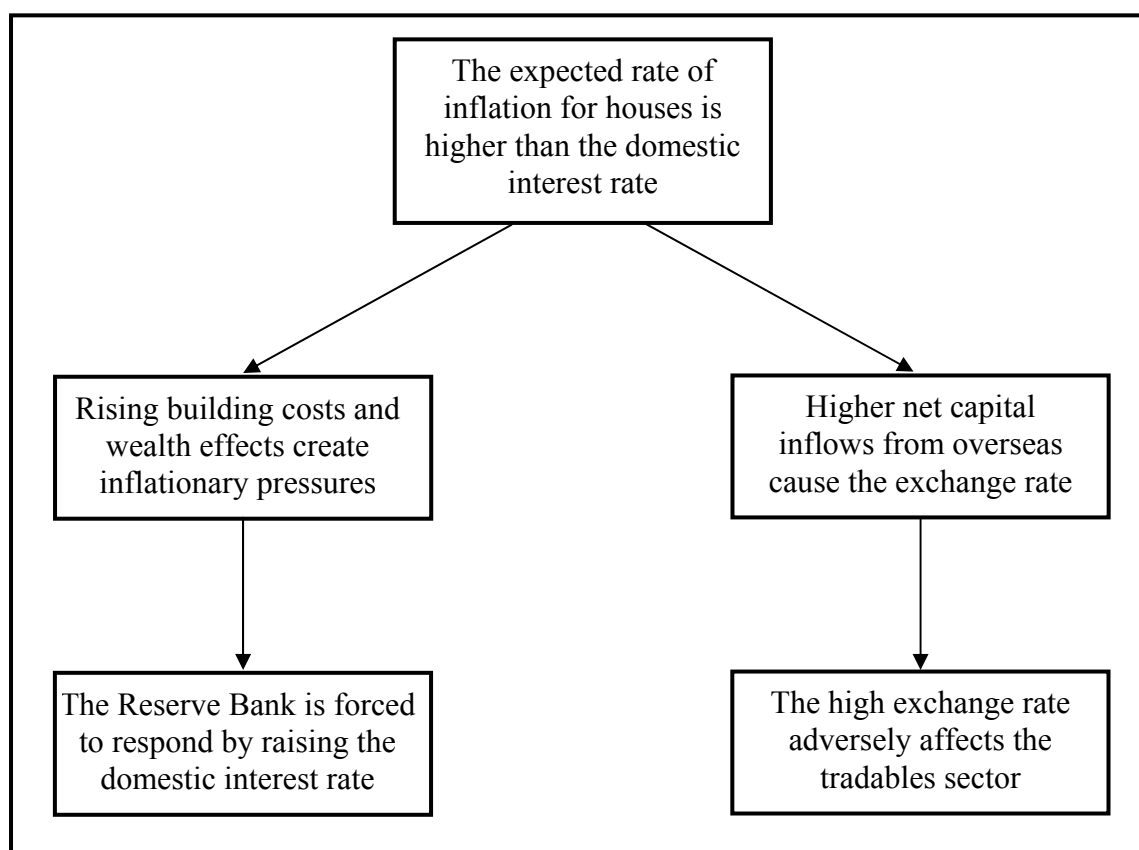 The expected rate of
inflation for houses is
higher than the domestic
interest rate
Rising building costs and
wealth effects create
inflationary pressures
Higher net capital
inflows from overseas
cause the exchange rate
The Reserve Bank is forced
to respond by raising the
domestic interest rate
The high exchange rate
adversely affects the
tradables sector